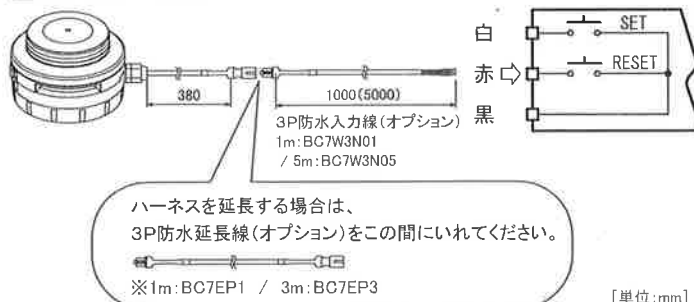 白
SET
赤
RESET
黒
380
1000(5000)
3P防水入力線(オプション)
1m:BC7W3N01
/ 5m:BC7W3N05
ハーネスを延長する場合は、
3P防水延長線(オプション)をこの間にいれてください。
※1m:BC7EP1 / 3m:BC7EP3
[単位:mm]